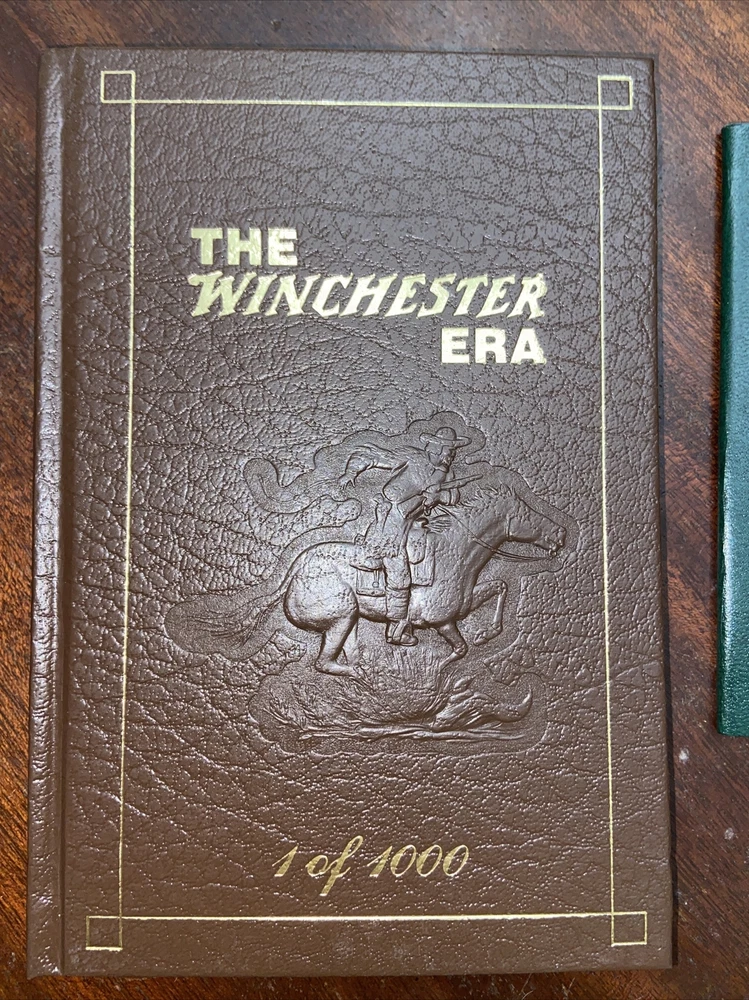 THE
WINCHESTER
ERA
1 of 1000